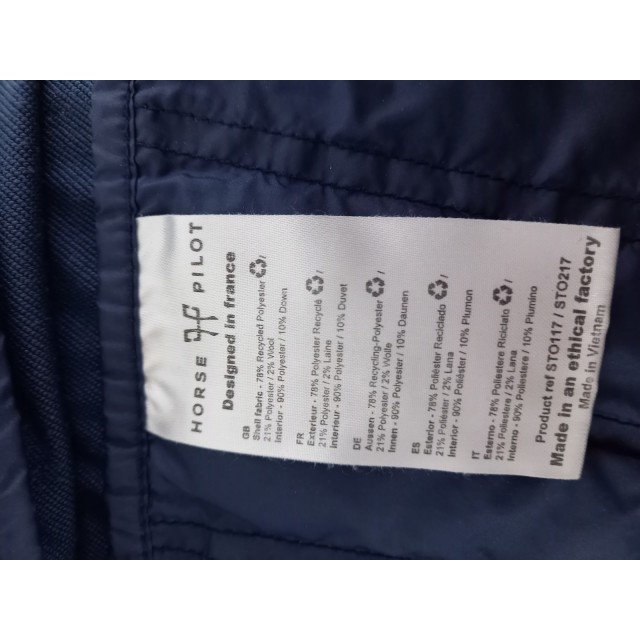 HORSE PILOT
Designed in france
GB
Shell fabric - 78% Recycled Polyester /
21% Polyester / 2% Wool
Interior - 90% Polyester / 10% Down
FR
Exterieur - 78% Polyester Recyclé /
21% Polyester / 2% Laine
Interieur - 90% Polyester / 10% Duvet
DE
Aussen - 78% Recycling-Polyester /
21% Polyester / 2% Wolle
Innen - 90% Polyester / 10% Daunen
ES
Esterior - 78% Poliéster Reciclado /
21% Poliéster / 2% Lana
Interior - 90% Poliéster / 10% Plumon
IT
Esterno - 78% Poliestere Riciclato /
21% Poliestere / 2% Lana
Interno - 90% Poliestere / 10% Plumino
Product ref STO117 / STO217
Made in an ethical factory
Made in Vietnam